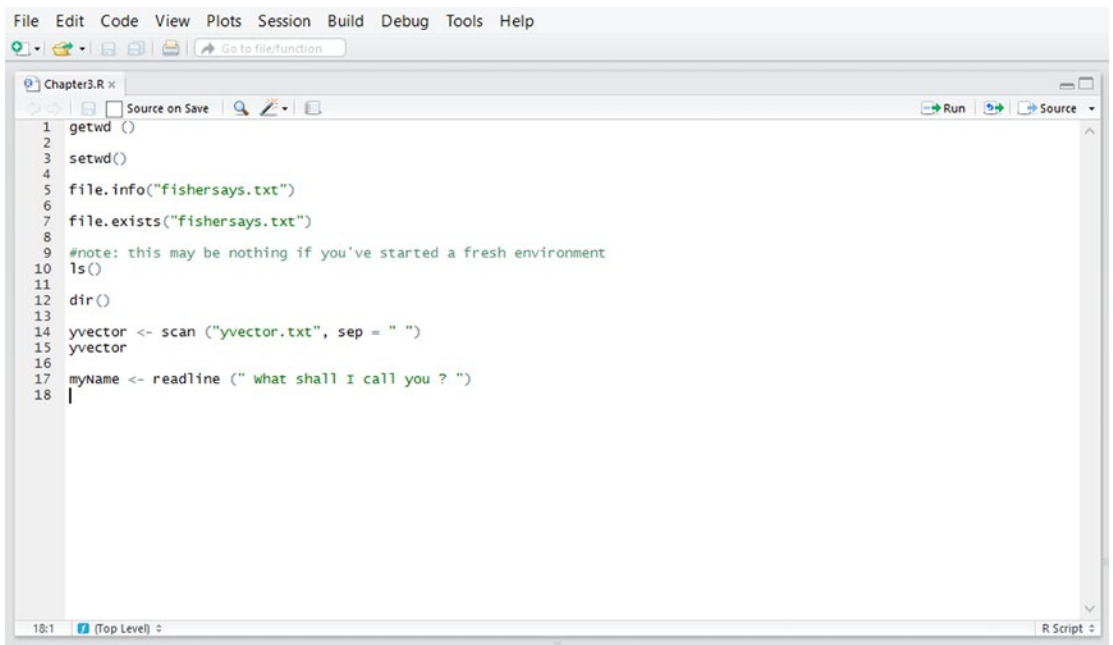 File Edit Code View Plots Session Build Debug Tools Help
Go to file/function
Chapter3.R ×
Source on Save Run Source
1 getwd ()
2
3 setwd()
4
5 file.info("fishersays.txt")
6
7 file.exists("fishersays.txt")
8
9 #note: this may be nothing if you've started a fresh environment
10 ls()
11
12 dir()
13
14 yvector <- scan ("yvector.txt", sep = " ")
15 yvector
16
17 myName <- readline (" What shall I call you ? ")
18
18:1 (Top Level) R Script